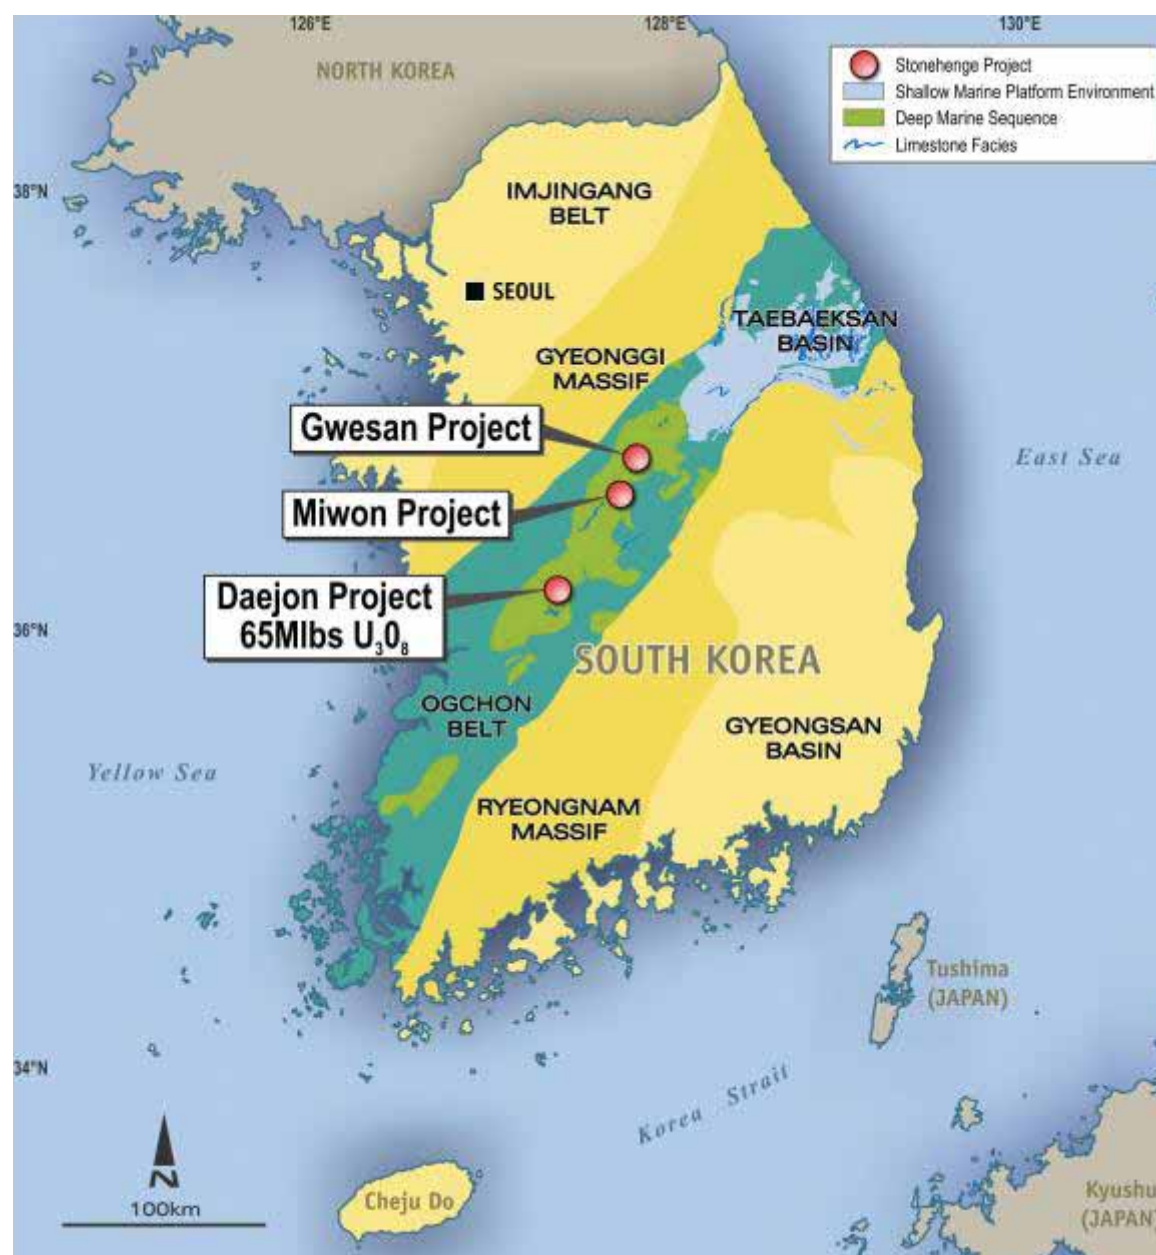 126°E
128°E
130°E
NORTH KOREA
Stonehenge Project
Shallow Marine Platform Environment
Deep Marine Sequence
Limestone Facies
38°N
IMJINGANG
BELT
SEOUL
TAEBAEKSAN
BASIN
GYEONGGI
MASSIF
Gwesan Project
East Sea
Miwon Project
Daejon Project
65Mlbs U₃0₈
36°N
SOUTH KOREA
OGCHON
BELT
GYEONGSAN
BASIN
Yellow Sea
RYEONGNAM
MASSIF
Tushima
(JAPAN)
34°N
Korea Strait
N
100km
Cheju Do
Kyushu
(JAPAN)